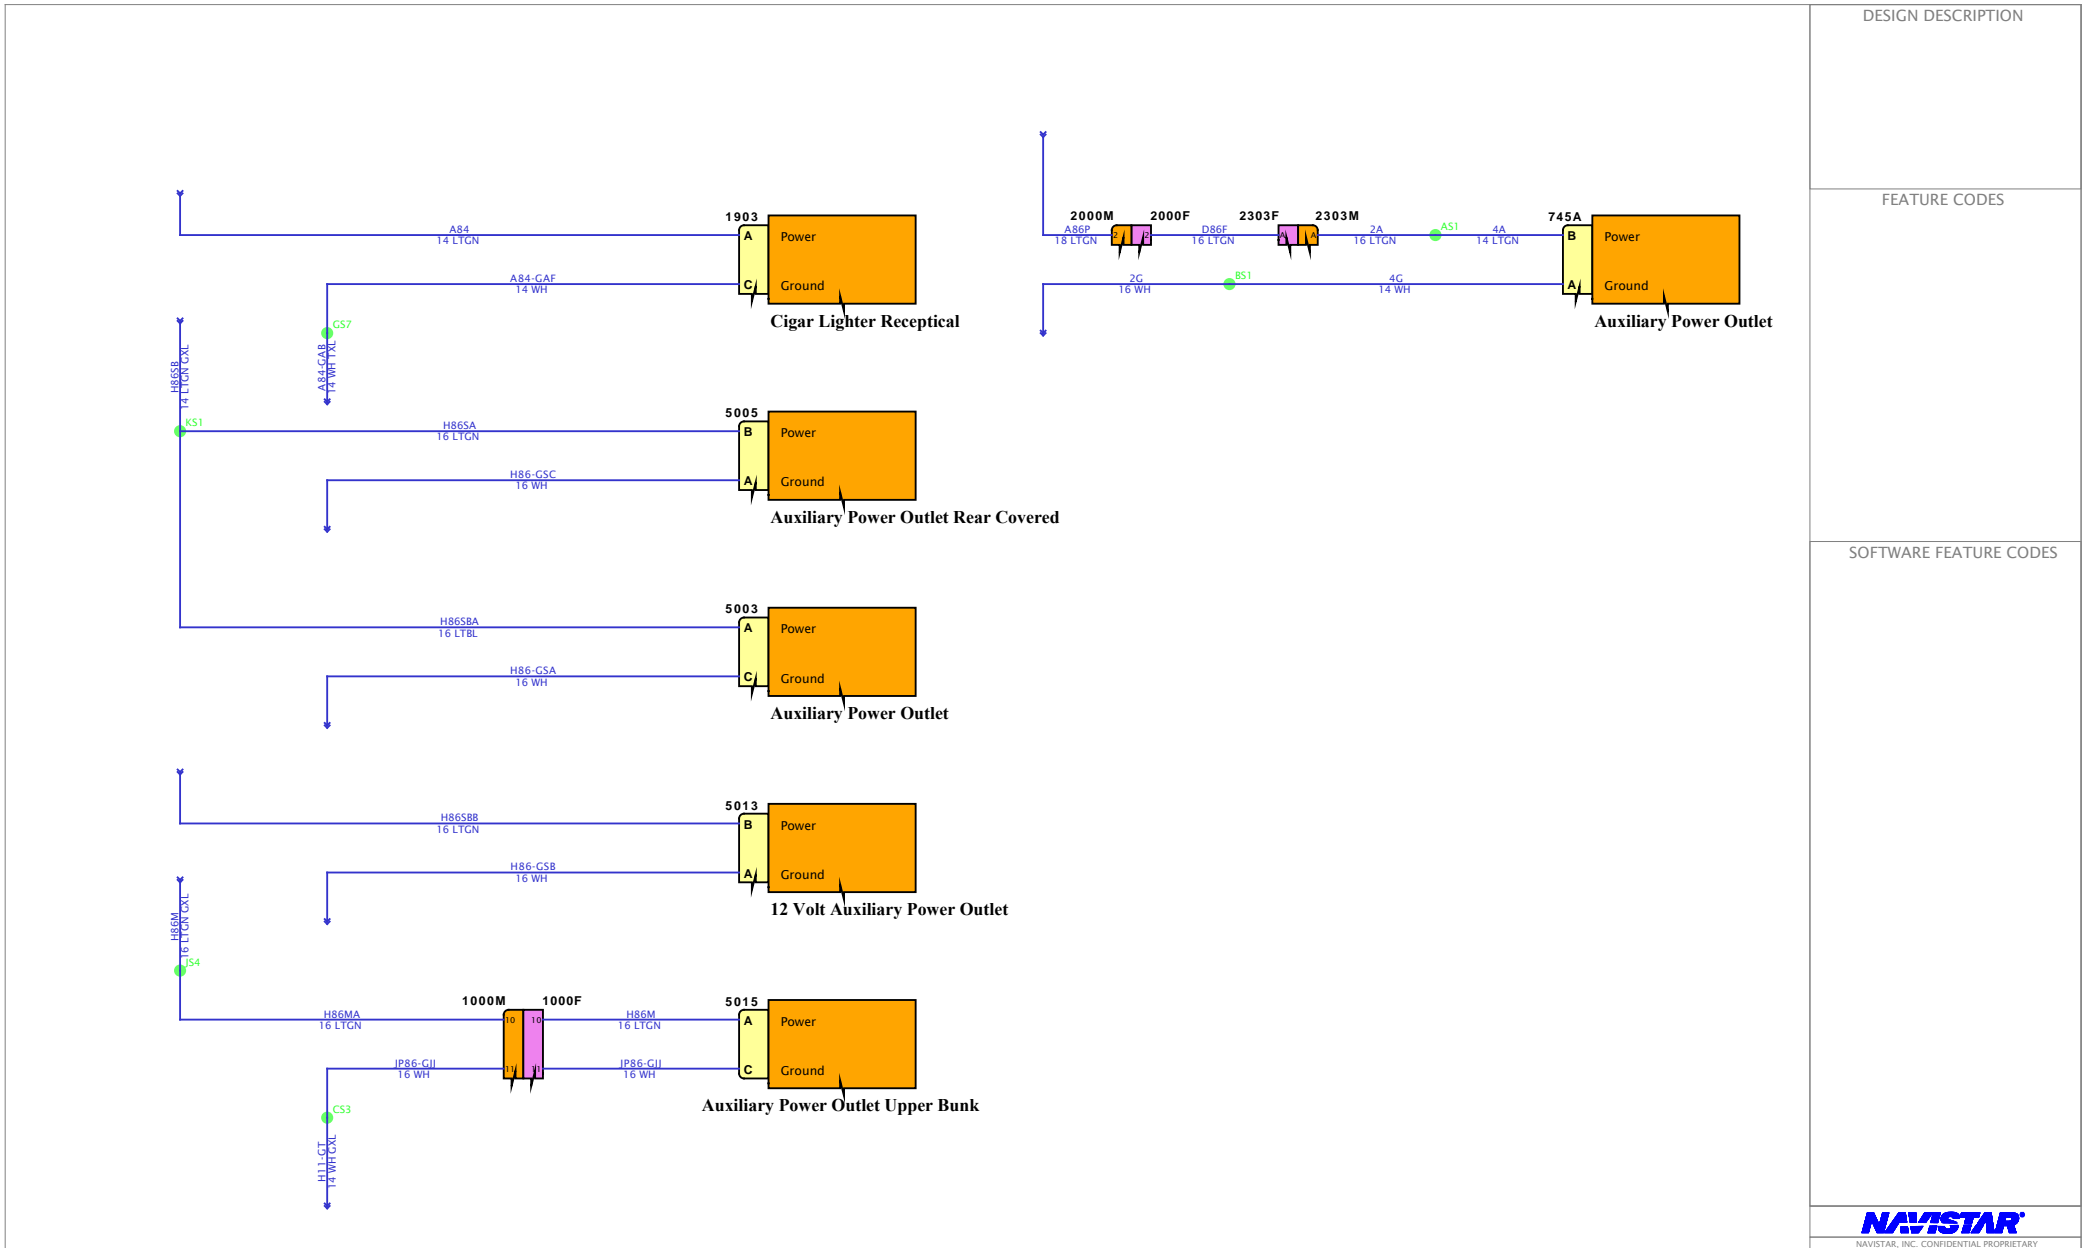 DESIGN DESCRIPTION
FEATURE CODES
SOFTWARE FEATURE CODES
A84
14 LTGN
1903
A
Power
A84-GAF
14 WH
C
Ground
Cigar Lighter Receptical
GS7
A84-GAB
14 WH TXL
H86SB
14 LTGN GXL
KS1
H86SA
16 LTGN
5005
B
Power
H86-GSC
16 WH
A
Ground
Auxiliary Power Outlet Rear Covered
H86SBA
16 LTBL
5003
A
Power
H86-GSA
16 WH
C
Ground
Auxiliary Power Outlet
H86SBB
16 LTGN
5013
B
Power
H86-GSB
16 WH
A
Ground
12 Volt Auxiliary Power Outlet
H86M
16 LTGN GXL
JS4
H86MA
16 LTGN
1000M
1000F
10
10
H86M
16 LTGN
5015
A
Power
JP86-GJJ
16 WH
11
11
JP86-GJJ
16 WH
C
Ground
Auxiliary Power Outlet Upper Bunk
CS3
H11-GT
14 WH GXL
A86P
18 LTGN
2000M
2
2000F
2
D86F
16 LTGN
2303F
A
2303M
A
2A
16 LTGN
AS1
4A
14 LTGN
745A
B
Power
2G
16 WH
BS1
4G
14 WH
A
Ground
Auxiliary Power Outlet
NAVISTAR
NAVISTAR, INC. CONFIDENTIAL PROPRIETARY